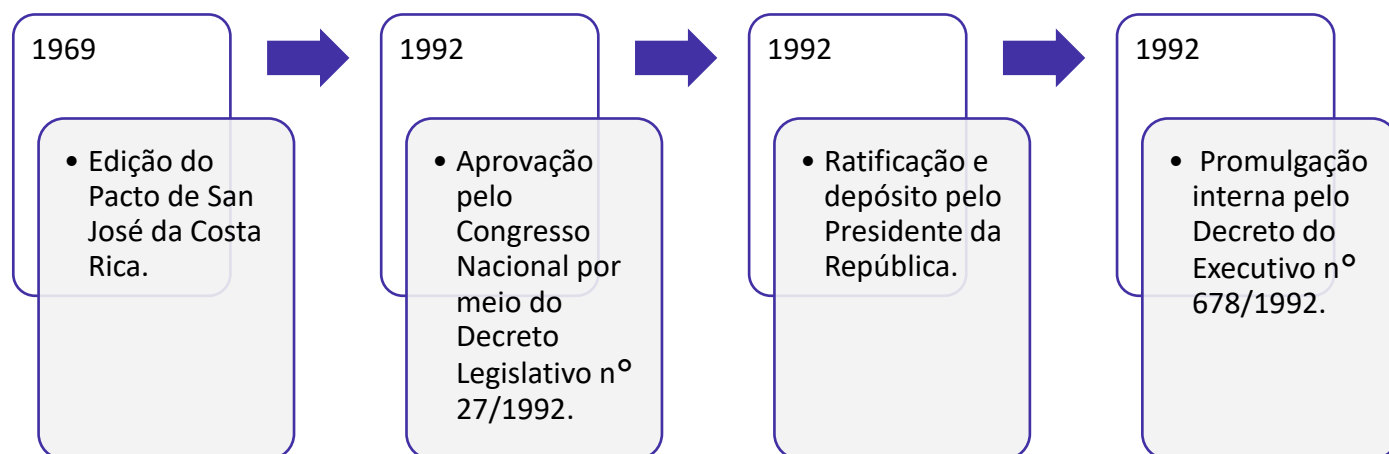 1969
• Edição do
Pacto de San
José da Costa
Rica.
1992
• Aprovação
pelo
Congresso
Nacional por
meio do
Decreto
Legislativo n°
27/1992.
1992
• Ratificação e
depósito pelo
Presidente da
República.
1992
• Promulgação
interna pelo
Decreto do
Executivo n°
678/1992.